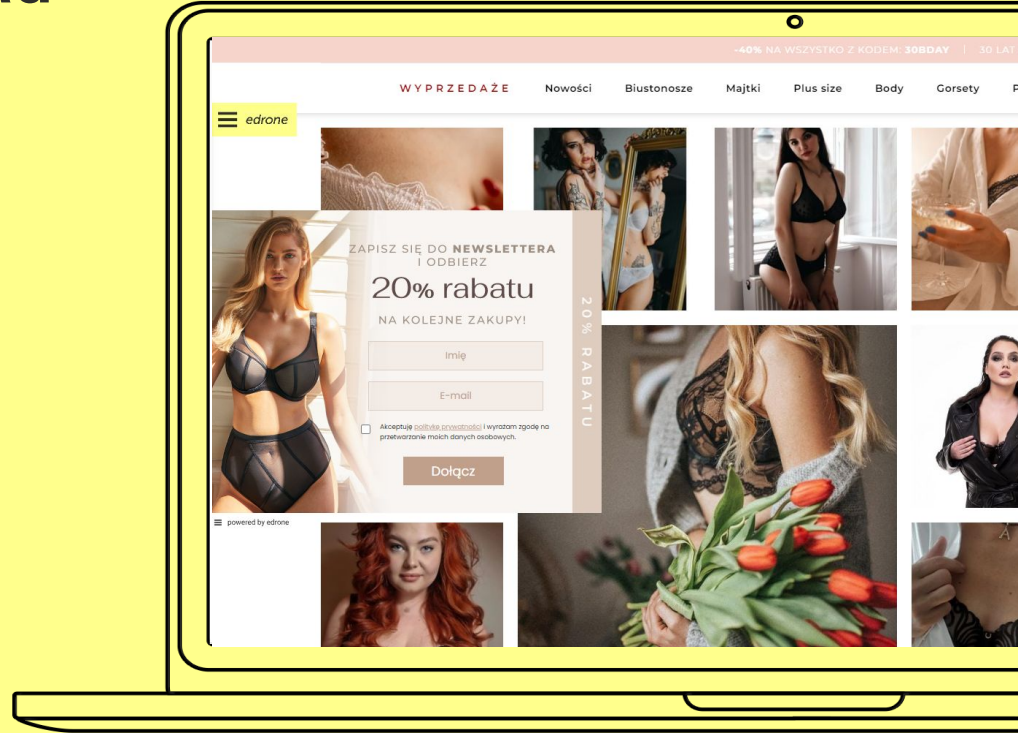 -40% NA WSZYSTKO Z KODEM: 30BDAY | 30 LAT
WYPRZEDAŻE Nowości Biustonosze Majtki Plus size Body Gorsety
edrone
ZAPISZ SIĘ DO NEWSLETTERA
I ODBIERZ
20% rabatu
NA KOLEJNE ZAKUPY!
Imię
E-mail
Akceptuję politykę prywatności i wyrażam zgodę na
przetwarzanie moich danych osobowych.
Dołącz
20% RABATU
powered by edrone